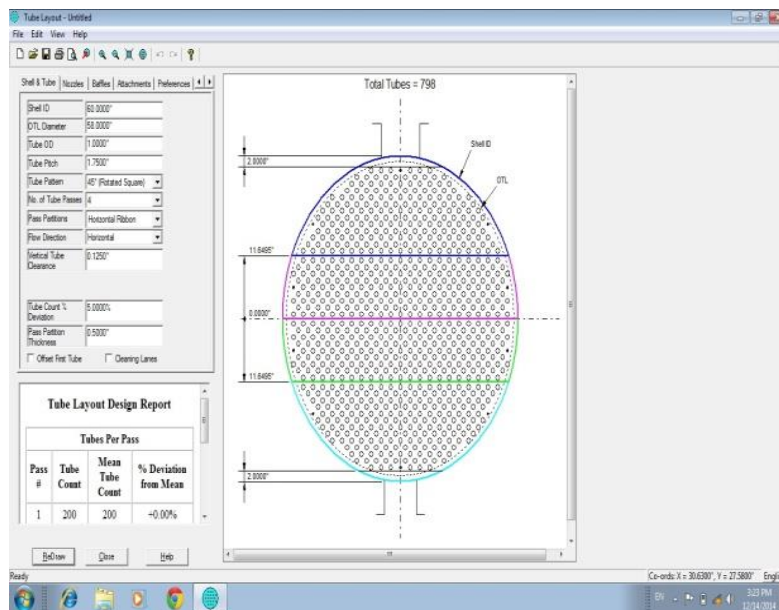 Tube Layout - Untitled
File Edit View Help
Shell & Tube Nozzles Baffles Attachments Preferences
Shell ID 60.0000"
OTL Diameter 58.0000"
Tube OD 1.0000"
Tube Pitch 1.7500"
Tube Pattern 45° (Rotated Square)
No. of Tube Passes 4
Pass Partitions Horizontal Ribbon
Flow Direction Horizontal
Vertical Tube Clearance 0.1250"
Tube Count % Deviation 5.0000%
Pass Partition Thickness 0.5000"
Offset First Tube Cleaning Lanes
Tube Layout Design Report
Tubes Per Pass
Pass # Tube Count Mean Tube Count % Deviation from Mean
1 200 200 +0.00%
ReDraw Close Help
Total Tubes = 798
Shell ID
OTL
2.0000"
11.6495"
0.0000"
11.6495"
2.0000"
Ready
Co-ords: X = 30.6300", Y = 27.5800" Engli
EN
3:23 PM
12/14/2014